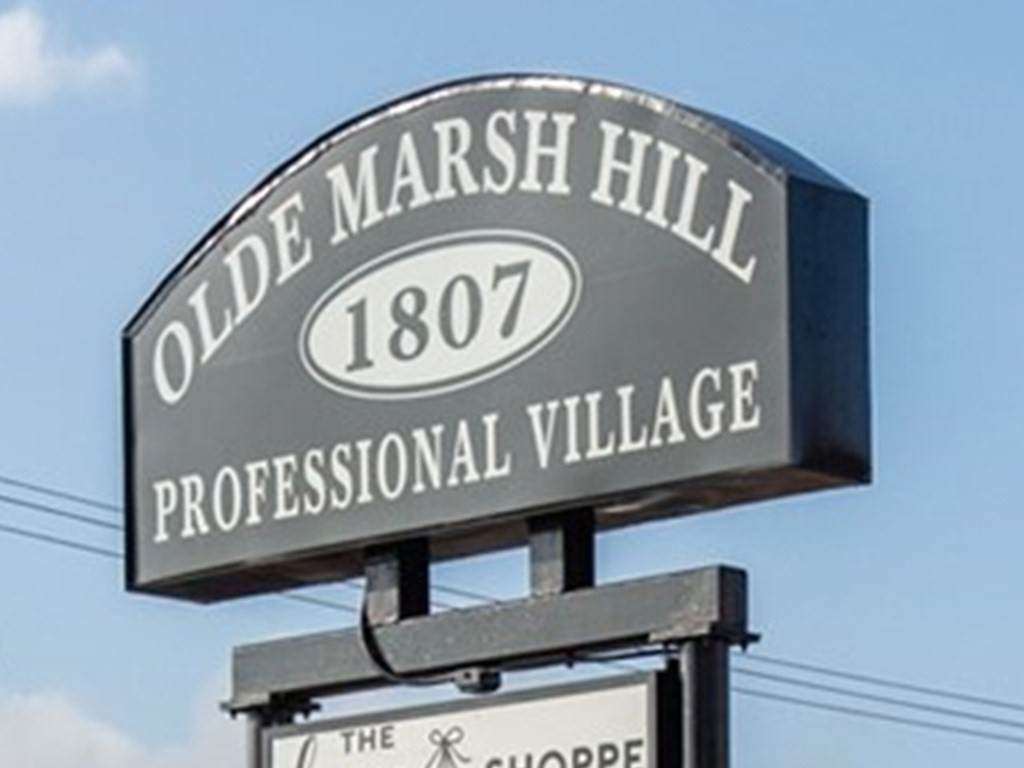 OLDE MARSH HILL
1807
PROFESSIONAL VILLAGE
THE
SHOPPE